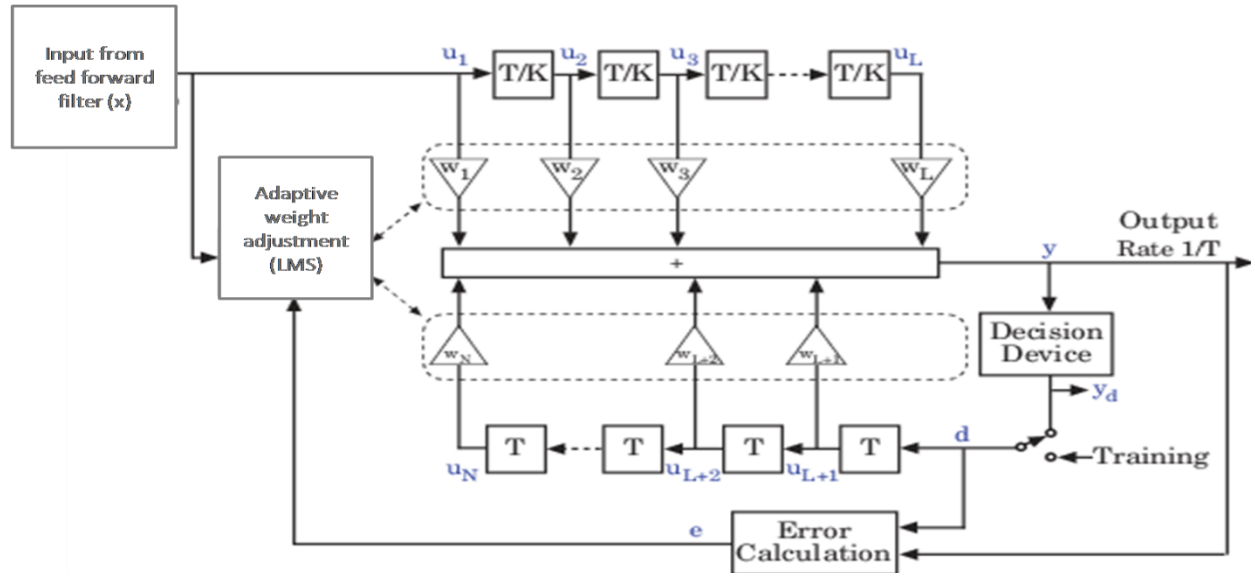 Input from
feed forward
filter (x)
u1
T/K
u2
T/K
u3
T/K
T/K
uL
Adaptive
weight
adjustment
(LMS)
w1
w2
w3
wL
+
Output
Rate 1/T
y
Decision
Device
yd
wN
wL+2
wL+1
T
T
T
T
d
uN
uL+2
uL+1
Training
e
Error
Calculation